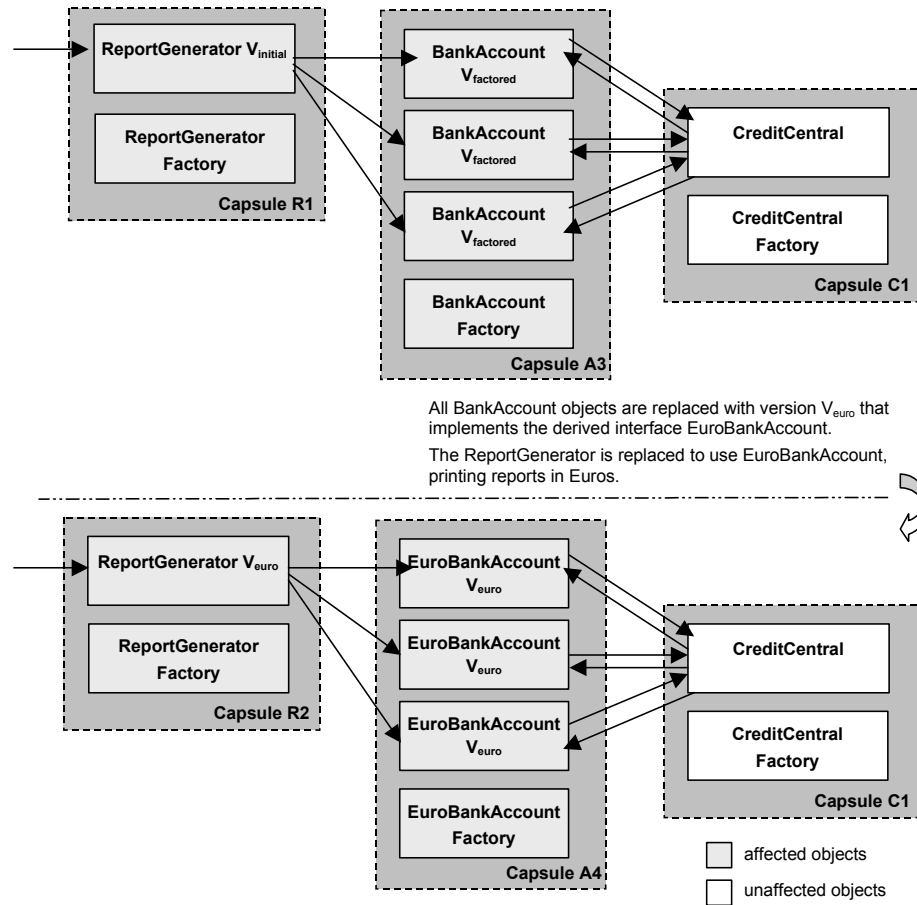 ReportGenerator Vinitial
ReportGenerator
Factory
Capsule R1
BankAccount
Vfactored
BankAccount
Vfactored
BankAccount
Vfactored
BankAccount
Factory
Capsule A3
CreditCentral
CreditCentral
Factory
Capsule C1
All BankAccount objects are replaced with version Veuro that
implements the derived interface EuroBankAccount.
The ReportGenerator is replaced to use EuroBankAccount,
printing reports in Euros.
ReportGenerator Veuro
ReportGenerator
Factory
Capsule R2
EuroBankAccount
Veuro
EuroBankAccount
Veuro
EuroBankAccount
Veuro
EuroBankAccount
Factory
Capsule A4
CreditCentral
CreditCentral
Factory
Capsule C1
affected objects
unaffected objects